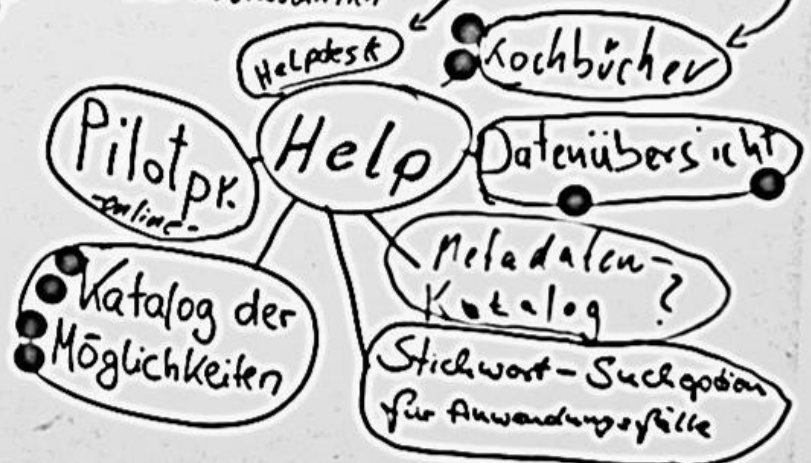 Helpdesk
Kochbücher
Help
Datenübersicht
Pilotpr.
-online-
Metadaten-
Katalog ?
Katalog der
Möglichkeiten
Stichwort-Suchoption
für Anwendungsfälle